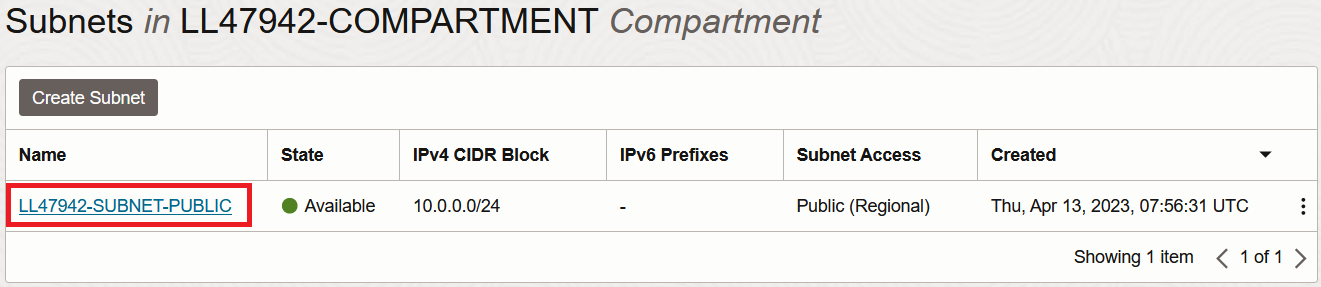 Subnets in LL47942-COMPARTMENT Compartment
Create Subnet
Name State IPv4 CIDR Block IPv6 Prefixes Subnet Access Created
LL47942-SUBNET-PUBLIC Available 10.0.0.0/24 - Public (Regional) Thu, Apr 13, 2023, 07:56:31 UTC
Showing 1 item 1 of 1